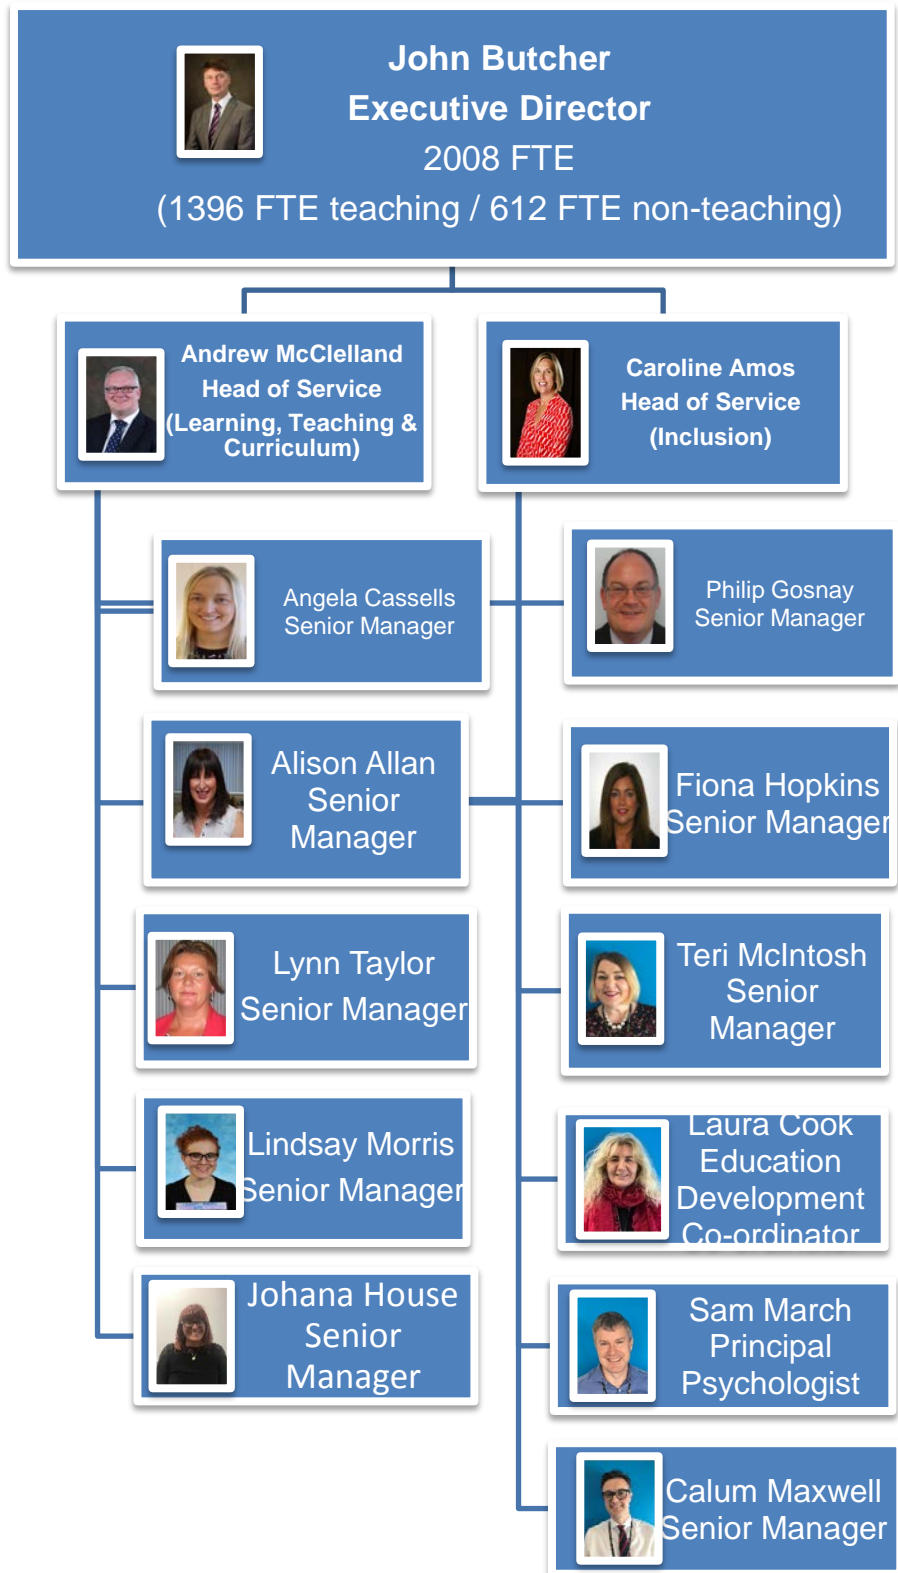 John Butcher
Executive Director
2008 FTE
(1396 FTE teaching / 612 FTE non-teaching)
Andrew McClelland
Head of Service
(Learning, Teaching &
Curriculum)
Caroline Amos
Head of Service
(Inclusion)
Angela Cassells
Senior Manager
Philip Gosnay
Senior Manager
Alison Allan
Senior
Manager
Fiona Hopkins
Senior Manager
Lynn Taylor
Senior Manager
Teri McIntosh
Senior
Manager
Lindsay Morris
Senior Manager
Laura Cook
Education
Development
Co-ordinator
Johana House
Senior
Manager
Sam March
Principal
Psychologist
Calum Maxwell
Senior Manager